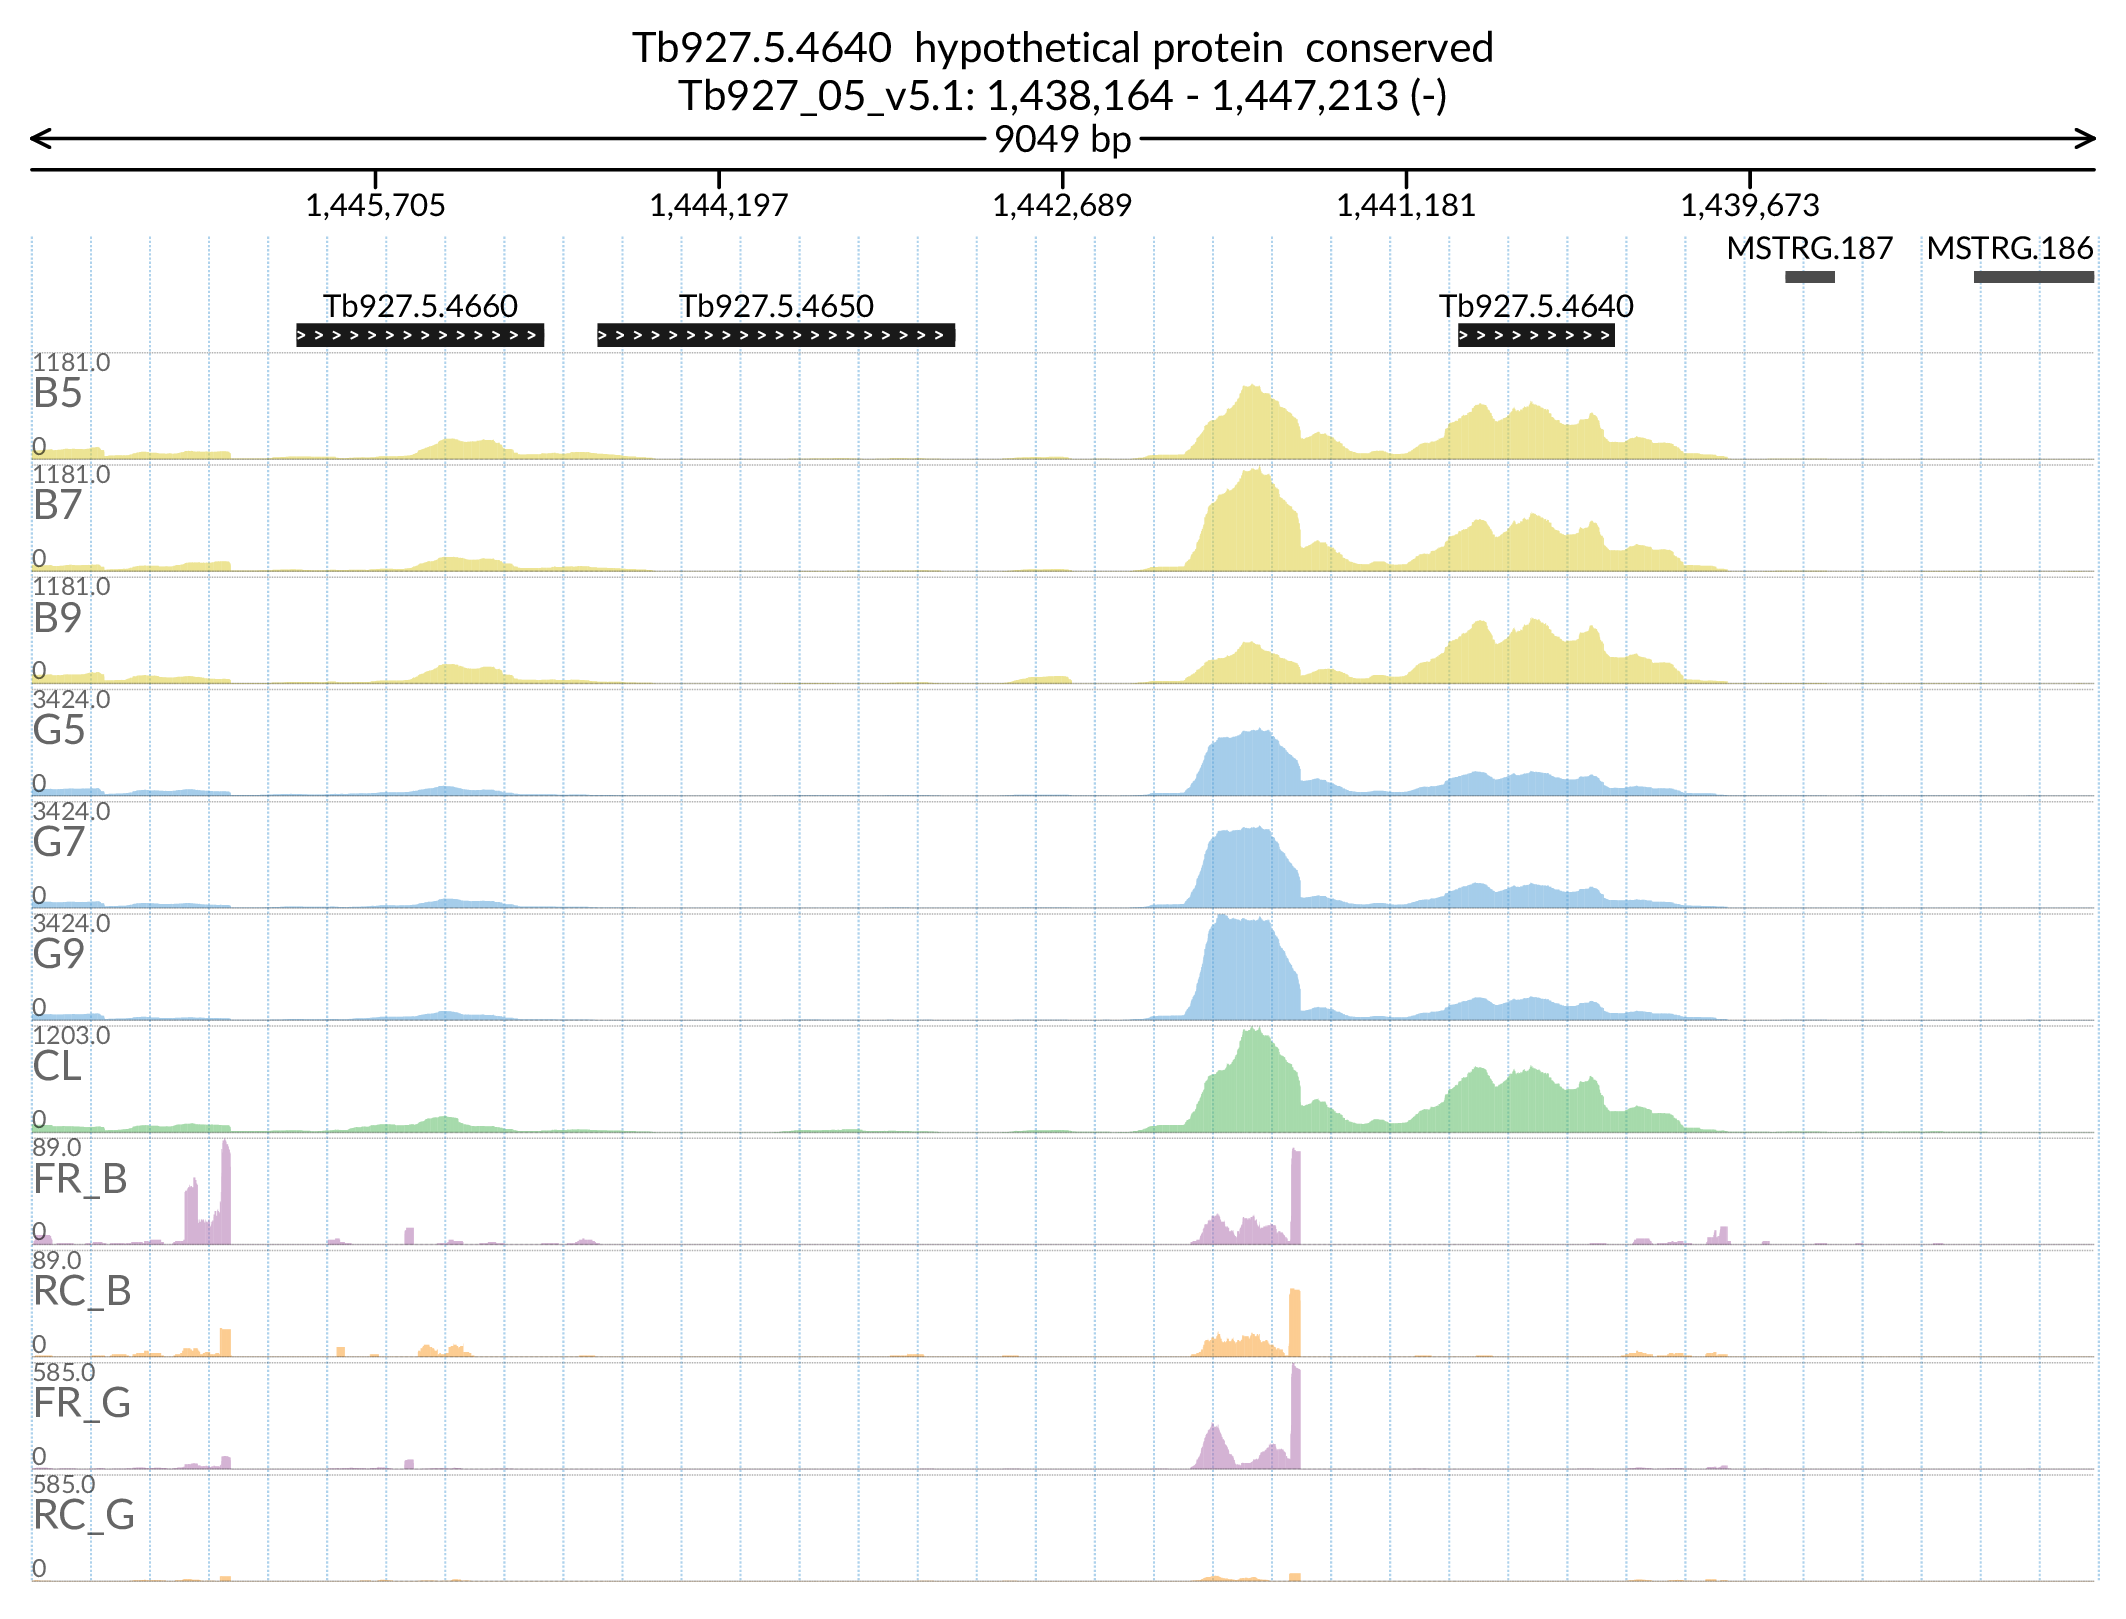 Tb927.5.4640  hypothetical protein  conserved
Tb927_05_v5.1: 1,438,164 - 1,447,213 (-)
9049 bp
1,445,705 1,444,197 1,442,689 1,441,181 1,439,673
MSTRG.187 MSTRG.186
Tb927.5.4660 Tb927.5.4650 Tb927.5.4640
1181.0
B5
0
1181.0
B7
0
1181.0
B9
0
3424.0
G5
0
3424.0
G7
0
3424.0
G9
0
1203.0
CL
0
89.0
FR_B
0
89.0
RC_B
0
585.0
FR_G
0
585.0
RC_G
0